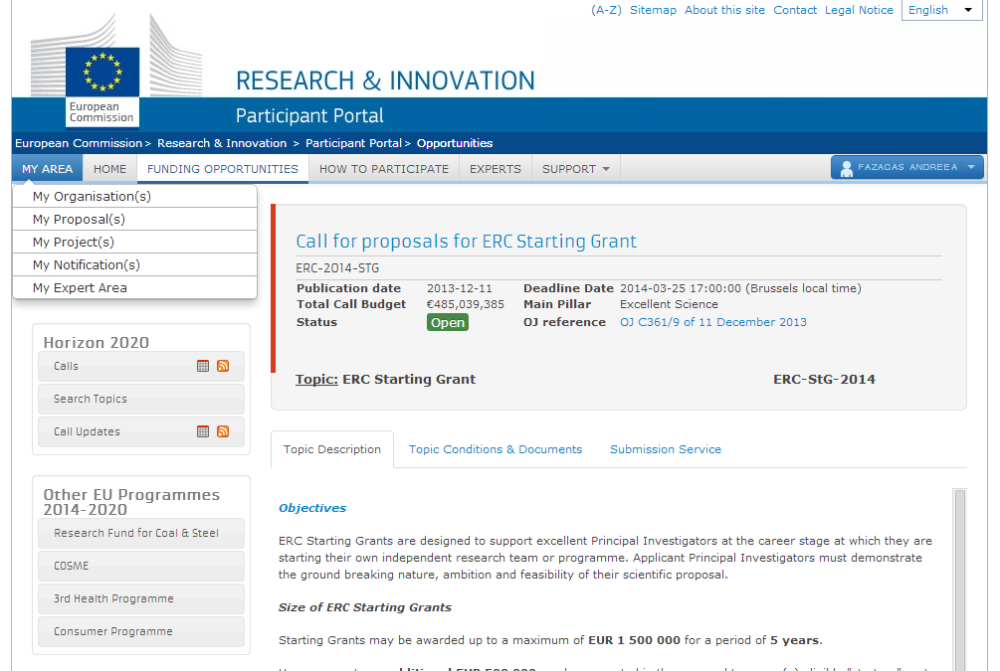 (A-Z) Sitemap About this site Contact Legal Notice English
European
Commission
RESEARCH & INNOVATION
Participant Portal
European Commission > Research & Innovation > Participant Portal > Opportunities
MY AREA HOME FUNDING OPPORTUNITIES HOW TO PARTICIPATE EXPERTS SUPPORT FAZAGAS ANDREEA
My Organisation(s)
My Proposal(s)
My Project(s)
My Notification(s)
My Expert Area
Horizon 2020
Calls
Search Topics
Call Updates
Other EU Programmes
2014-2020
Research Fund for Coal & Steel
COSME
3rd Health Programme
Consumer Programme
Call for proposals for ERC Starting Grant
ERC-2014-STG
Publication date 2013-12-11 Deadline Date 2014-03-25 17:00:00 (Brussels local time)
Total Call Budget €485,039,385 Main Pillar Excellent Science
Status Open OJ reference OJ C361/9 of 11 December 2013
Topic: ERC Starting Grant ERC-StG-2014
Topic Description Topic Conditions & Documents Submission Service
Objectives
ERC Starting Grants are designed to support excellent Principal Investigators at the career stage at which they are
starting their own independent research team or programme. Applicant Principal Investigators must demonstrate
the ground breaking nature, ambition and feasibility of their scientific proposal.
Size of ERC Starting Grants
Starting Grants may be awarded up to a maximum of EUR 1 500 000 for a period of 5 years.